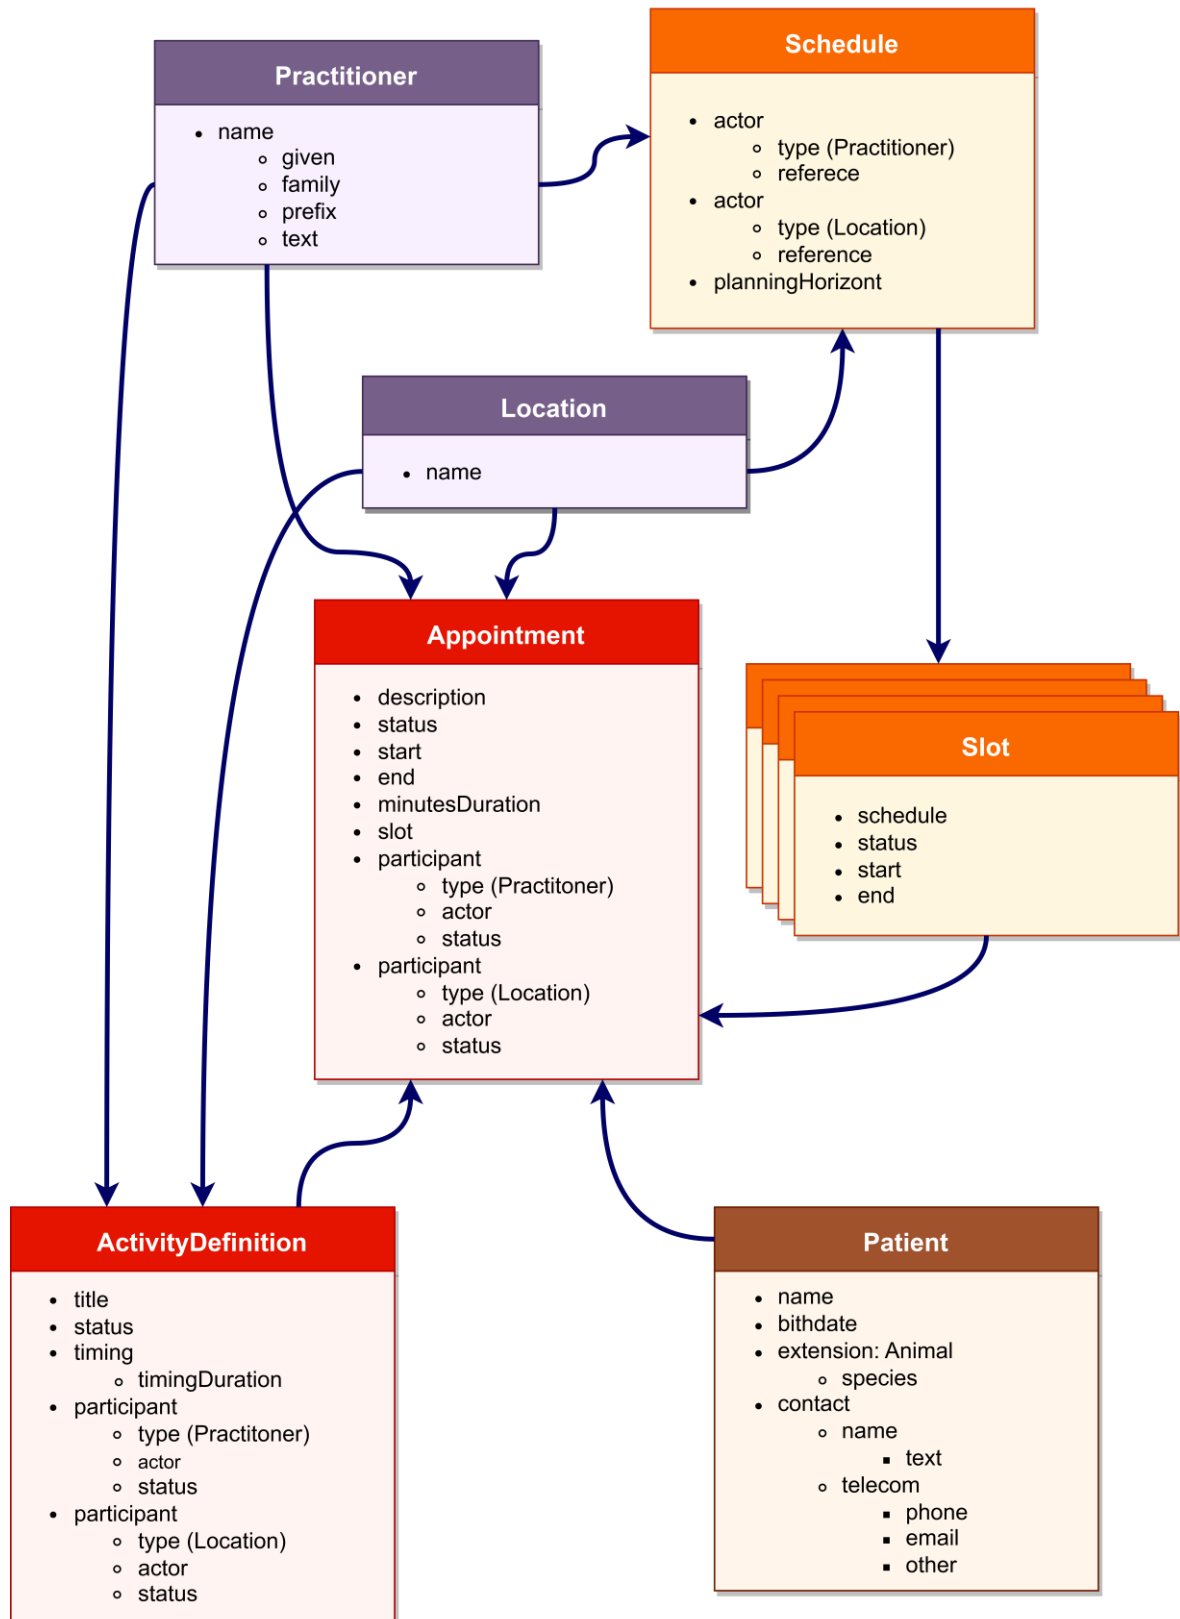 Practitioner
name
given
family
prefix
text
Schedule
actor
type (Practitioner)
referece
actor
type (Location)
reference
planningHorizont
Location
name
Appointment
description
status
start
end
minutesDuration
slot
participant
type (Practitoner)
actor
status
participant
type (Location)
actor
status
Slot
schedule
status
start
end
ActivityDefinition
title
status
timing
timingDuration
participant
type (Practitoner)
actor
status
participant
type (Location)
actor
status
Patient
name
bithdate
extension: Animal
species
contact
name
text
telecom
phone
email
other